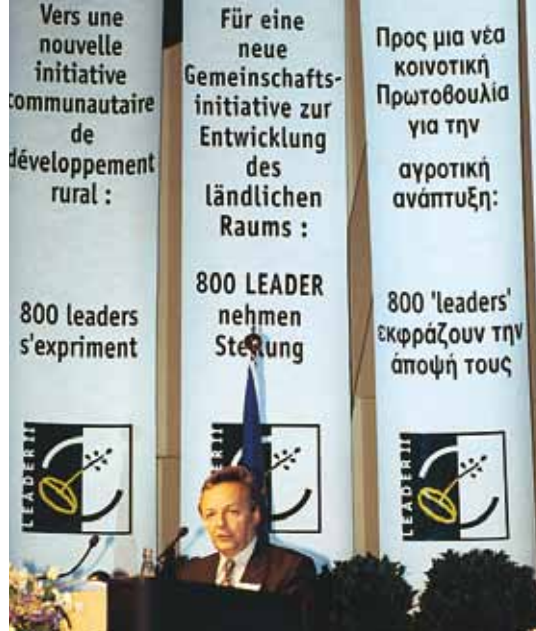 Vers une
nouvelle
initiative
communautaire
de
développement
rural :
800 leaders
s'expriment
LEADER II
Für eine
neue
Gemeinschafts-
initiative zur
Entwicklung
des
ländlichen
Raums :
800 LEADER
nehmen
Stellung
Προς μια νέα
κοινοτική
Πρωτοβουλία
για την
αγροτική
ανάπτυξη:
800 'leaders'
εκφράζουν την
άποψή τους
LEADER II